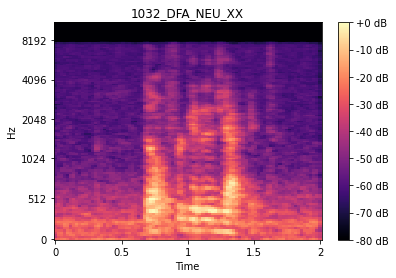 1032_DFA_NEU_XX
+0 dB
8192
-10 dB
4096
-20 dB
-30 dB
2048
-40 dB
Hz
1024
-50 dB
512
-60 dB
-70 dB
0
-80 dB
0
0.5
1
1.5
2
Time